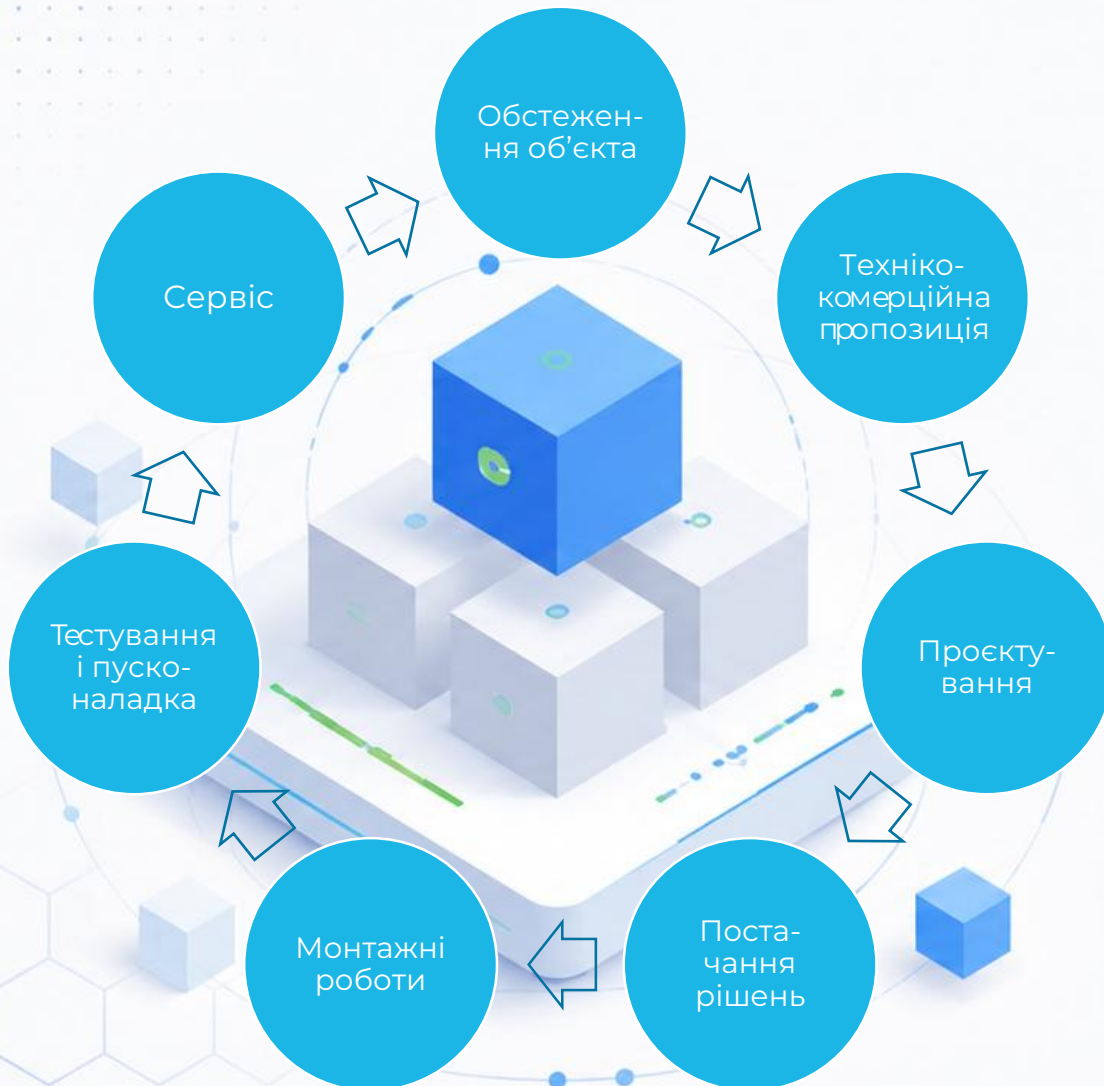 Обстежен-
ня об’єкта
Техніко-
комерційна
пропозиція
Проєкту-
вання
Поста-
чання
рішень
Монтажні
роботи
Тестування
і пуско-
наладка
Сервіс